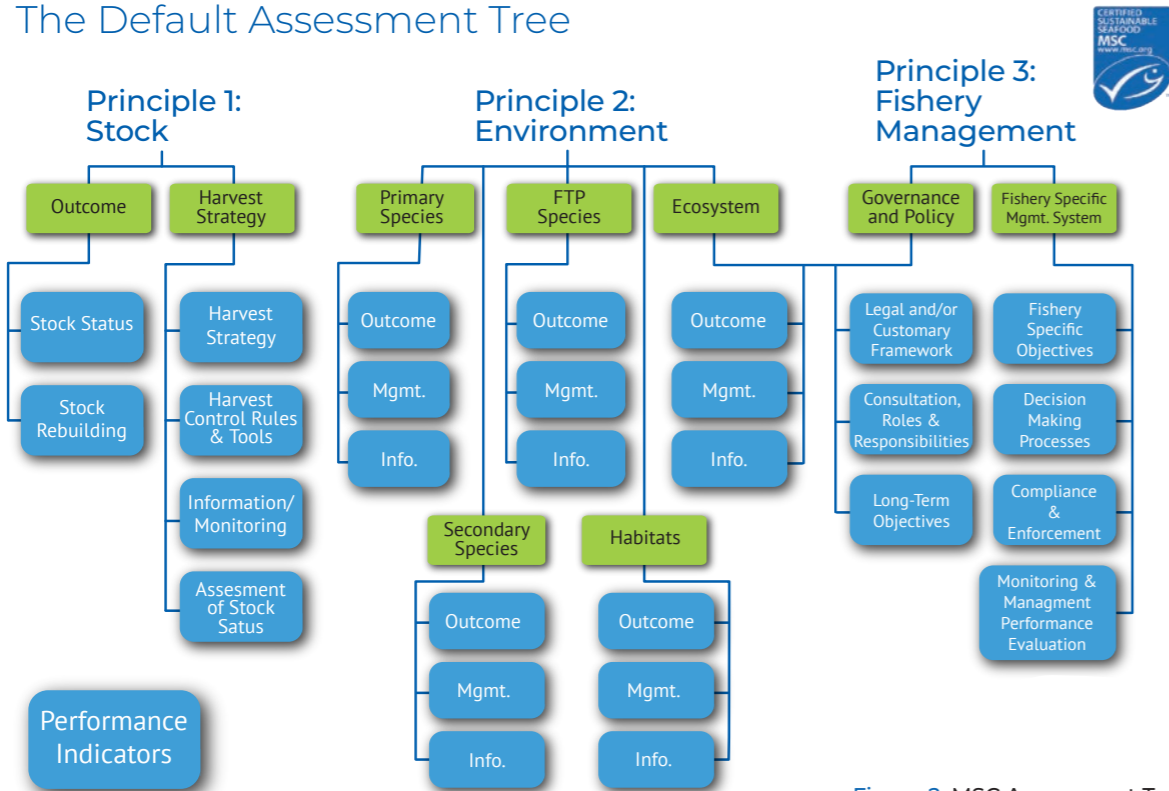 The Default Assessment Tree
CERTIFIED
SUSTAINABLE
SEAFOOD
MSC
www.msc.org
Principle 1:
Stock
Principle 2:
Environment
Principle 3:
Fishery
Management
Outcome
Harvest
Strategy
Primary
Species
FTP
Species
Ecosystem
Governance
and Policy
Fishery Specific
Mgmt. System
Stock Status
Stock
Rebuilding
Harvest
Strategy
Harvest
Control Rules
& Tools
Information/
Monitoring
Assesment
of Stock
Satus
Outcome
Mgmt.
Info.
Outcome
Mgmt.
Info.
Outcome
Mgmt.
Info.
Legal and/or
Customary
Framework
Consultation,
Roles &
Responsibilities
Long-Term
Objectives
Fishery
Specific
Objectives
Decision
Making
Processes
Compliance
&
Enforcement
Monitoring &
Managment
Performance
Evaluation
Secondary
Species
Habitats
Outcome
Mgmt.
Info.
Outcome
Mgmt.
Info.
Performance
Indicators
MSC Assessment T